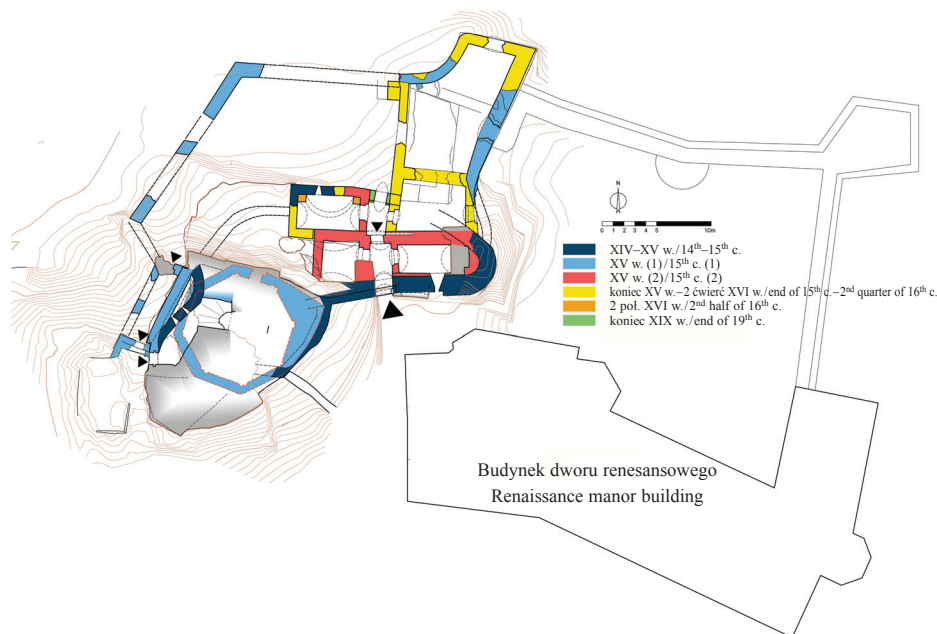 N
0 1 2 3 4 5 10m
XIV–XV w./14th–15th c.
XV w. (1)/15th c. (1)
XV w. (2)/15th c. (2)
koniec XV w.–2 ćwierć XVI w./end of 15th c.–2nd quarter of 16th c.
2 poł. XVI w./2nd half of 16th c.
koniec XIX w./end of 19th c.
I
Budynek dworu renesansowego
Renaissance manor building